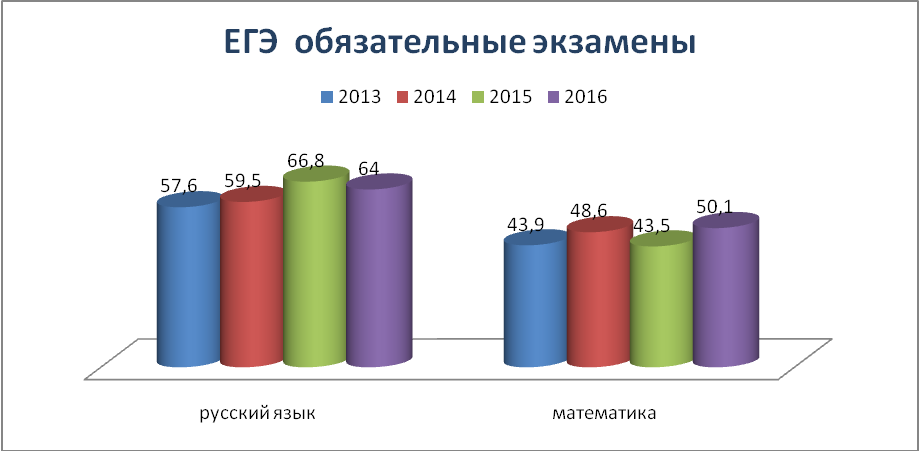 ЕГЭ обязательные экзамены
2013 2014 2015 2016
57,6 59,5 66,8 64 43,9 48,6 43,5 50,1
русский язык математика